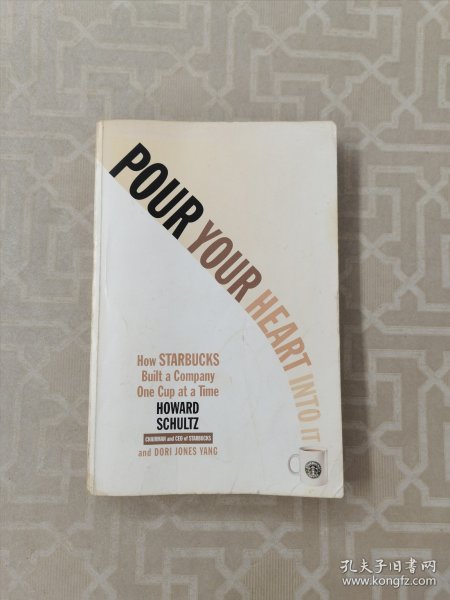 POUR YOUR HEART INTO IT
How STARBUCKS
Built a Company
One Cup at a Time
HOWARD
SCHULTZ
CHAIRMAN and CEO of STARBUCKS
and DORI JONES YANG
孔夫子旧书网
www.kongfz.com